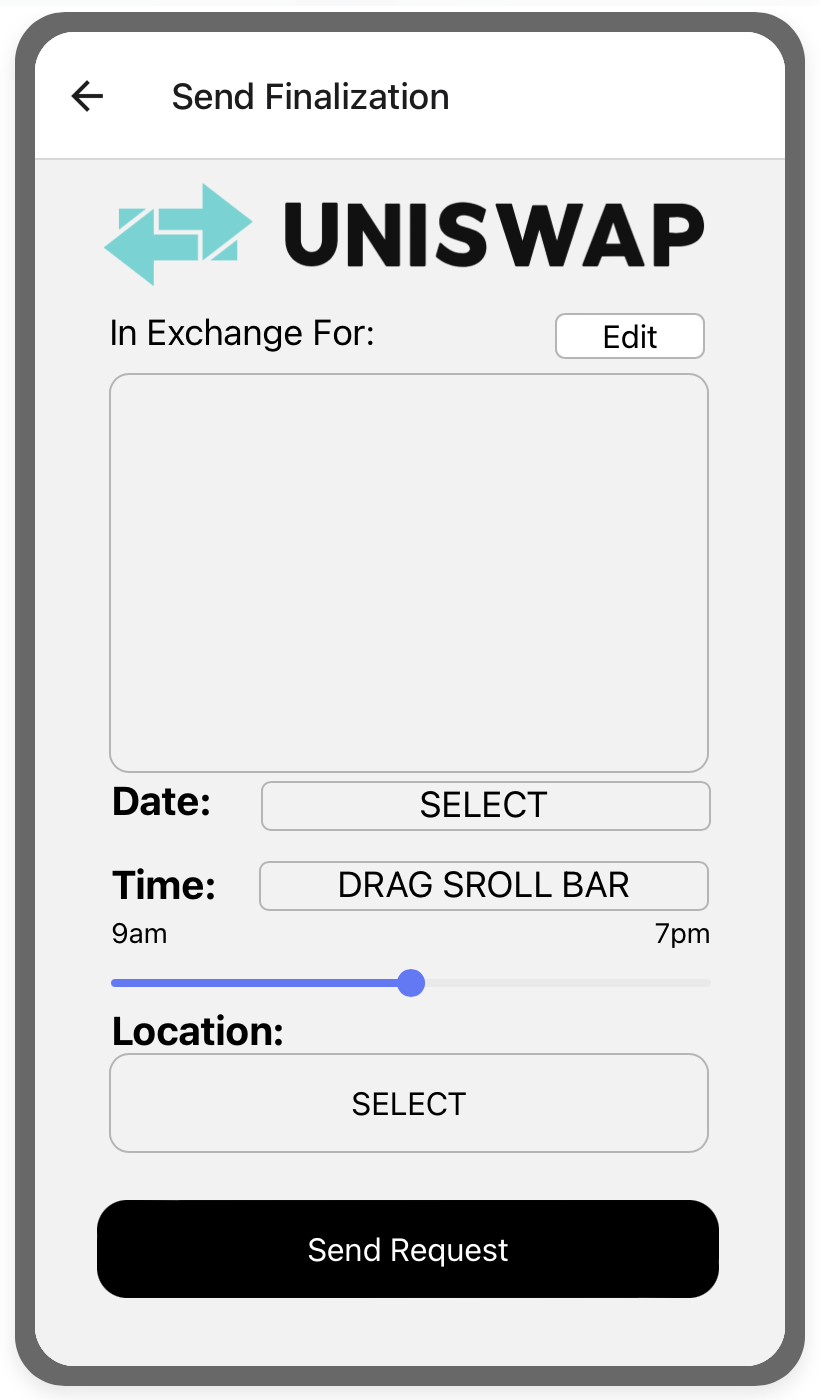 Send Finalization
UNISWAP
In Exchange For:
Edit
Date:
SELECT
Time:
DRAG SROLL BAR
9am
7pm
Location:
SELECT
Send Request